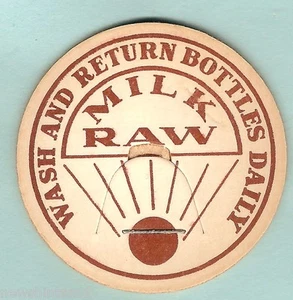 WASH AND RETURN BOTTLES DAILY
MILK
RAW